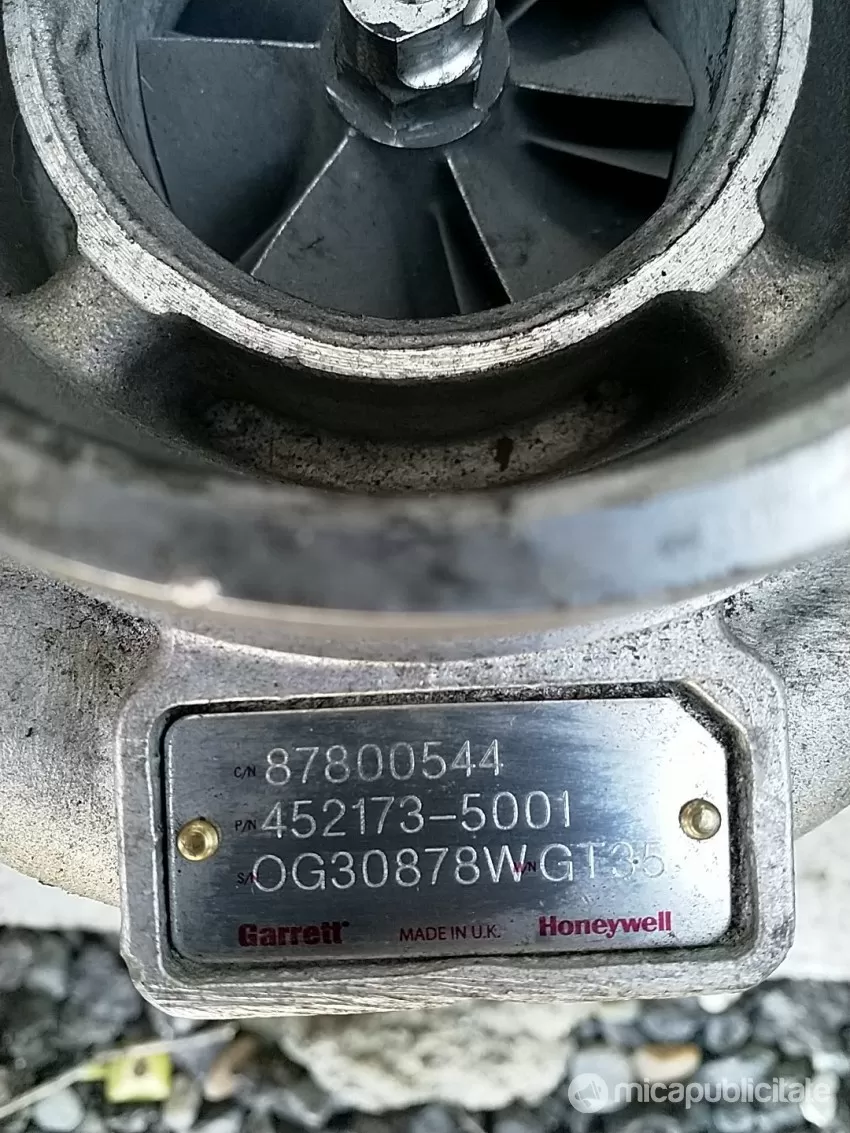 C/N 87800544
P/N 452173-5001
S/N OG30878W M/N GT35
Garrett MADE IN U.K. Honeywell
micapublicitate